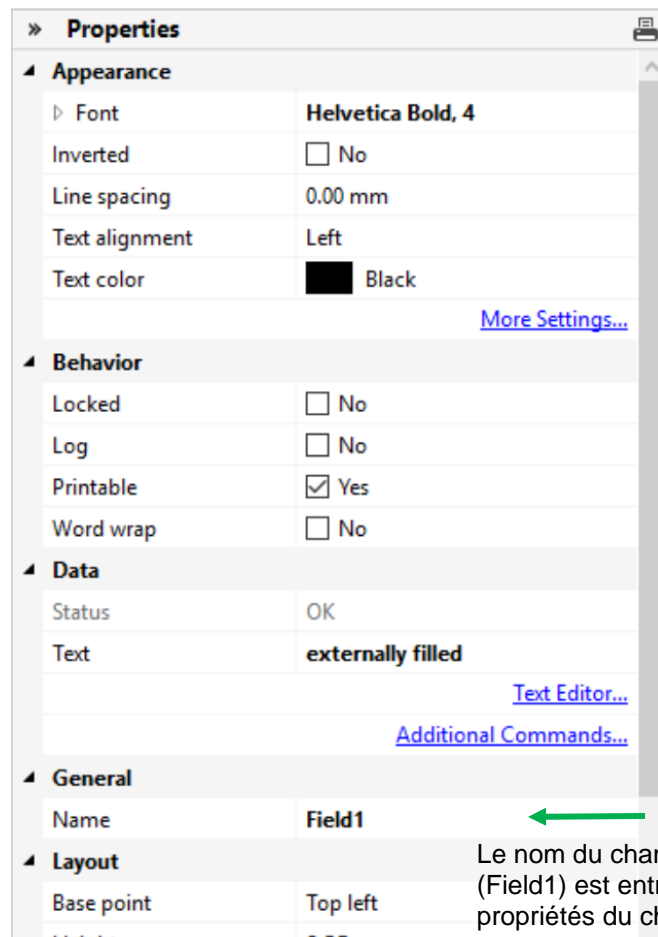 » Properties
Appearance
Font Helvetica Bold, 4
Inverted No
Line spacing 0.00 mm
Text alignment Left
Text color Black
More Settings...
Behavior
Locked No
Log No
Printable Yes
Word wrap No
Data
Status OK
Text externally filled
Text Editor...
Additional Commands...
General
Name Field1
Layout
Le nom du
(Field1) est
Base point Top left
propriétés du